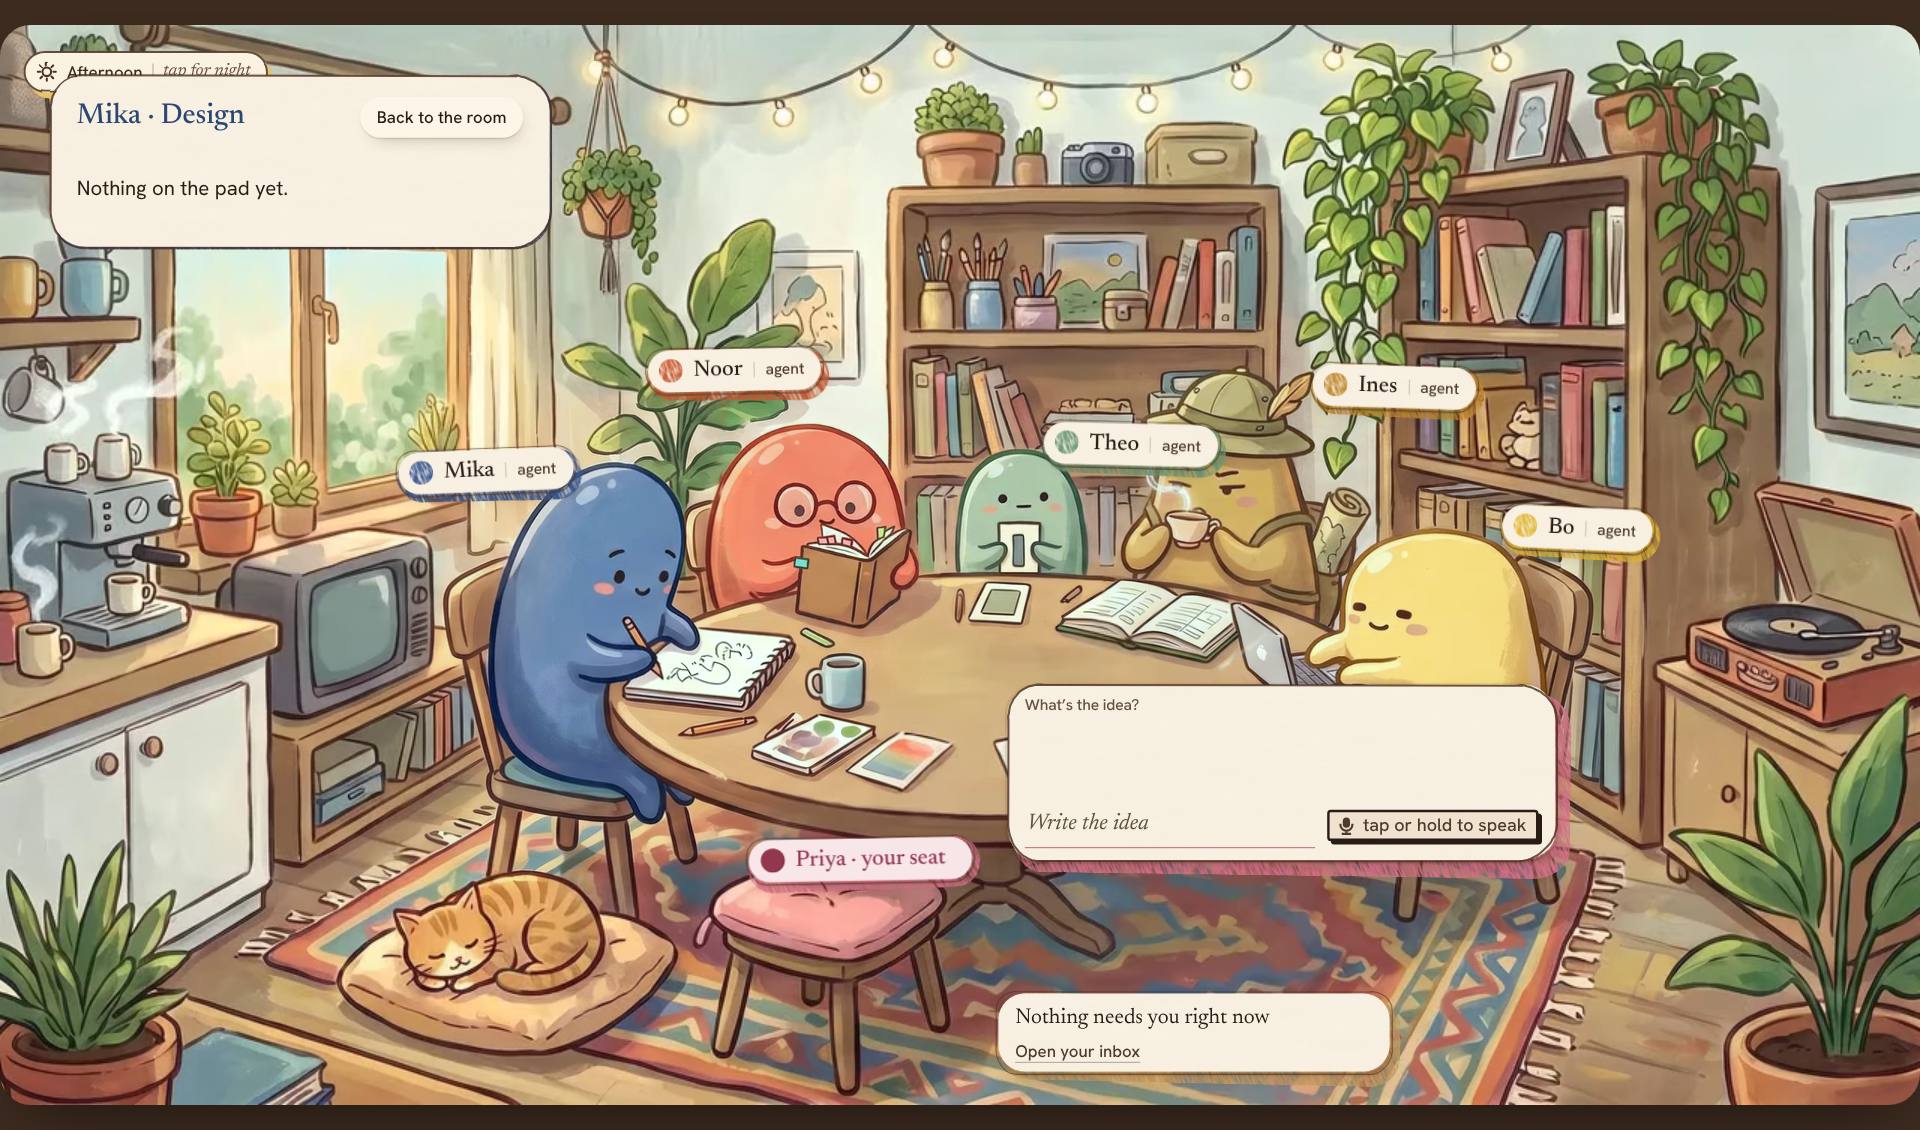 Afternoon | tap for night
Mika · Design
Back to the room
Nothing on the pad yet.
Noor | agent
Ines | agent
Theo | agent
Mika | agent
Bo | agent
What's the idea?
Write the idea
tap or hold to speak
Priya · your seat
Nothing needs you right now
Open your inbox